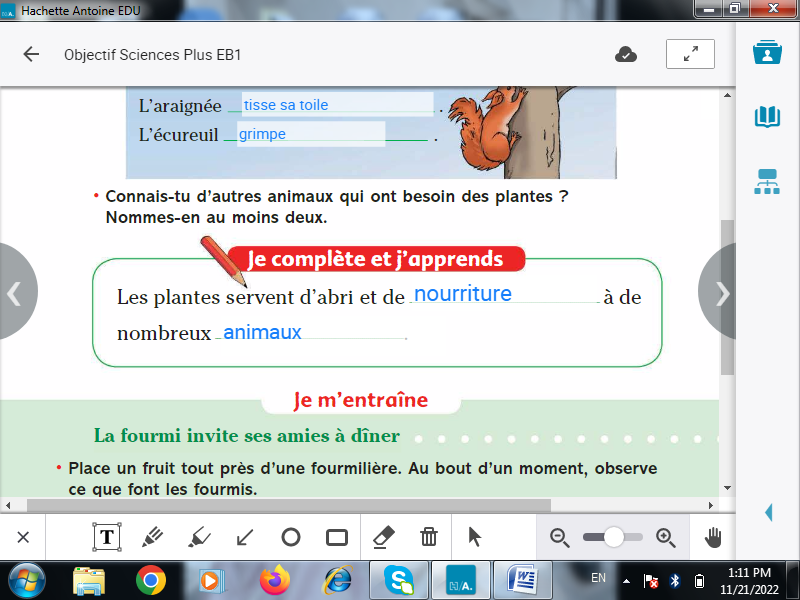 Hachette Antoine EDU
Objectif Sciences Plus EB1
L'araignée tisse sa toile .
L'écureuil grimpe .
• Connais-tu d'autres animaux qui ont besoin des plantes ?
Nommes-en au moins deux.
Je complète et j'apprends
Les plantes servent d'abri et de nourriture à de
nombreux animaux .
Je m'entraîne
La fourmi invite ses amies à dîner
• Place un fruit tout près d'une fourmilière. Au bout d'un moment, observe
ce que font les fourmis.
T
EN
1:11 PM
11/21/2022